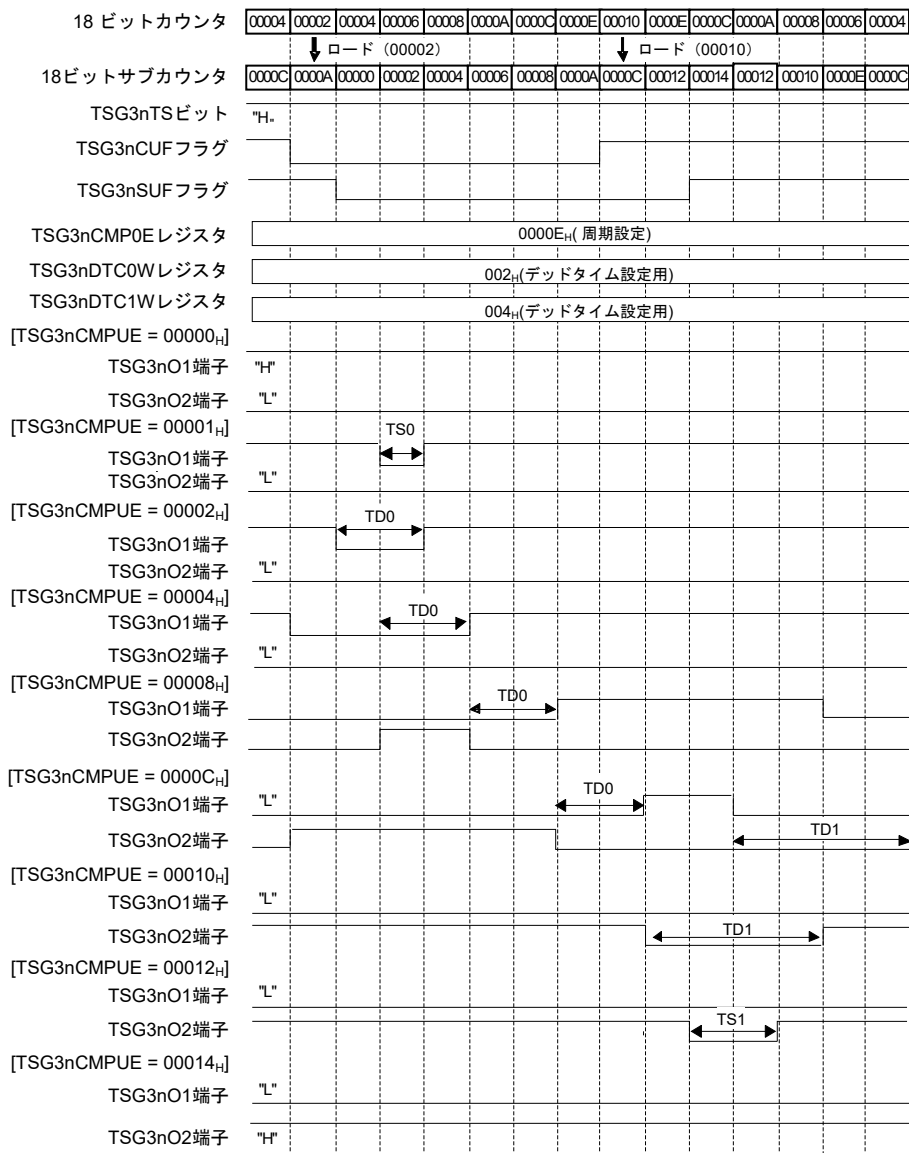 18 ビットカウンタ 00004 00002 00004 00006 00008 0000A 0000C 0000E 00010 0000E 0000C 0000A 00008 00006 00004
ロード（00002） ロード（00010）
18ビットサブカウンタ 0000C 0000A 00000 00002 00004 00006 00008 0000A 0000C 00012 00014 00012 00010 0000E 0000C
TSG3nTSビット "H"
TSG3nCUFフラグ
TSG3nSUFフラグ
TSG3nCMP0Eレジスタ 0000EH(周期設定)
TSG3nDTC0Wレジスタ 002H(デッドタイム設定用)
TSG3nDTC1Wレジスタ 004H(デッドタイム設定用)
[TSG3nCMPUE = 00000H]
TSG3nO1端子 "H"
TSG3nO2端子 "L"
[TSG3nCMPUE = 00001H] TS0
TSG3nO1端子
TSG3nO2端子 "L"
[TSG3nCMPUE = 00002H] TD0
TSG3nO1端子
TSG3nO2端子 "L"
[TSG3nCMPUE = 00004H]
TSG3nO1端子 TD0
TSG3nO2端子 "L"
[TSG3nCMPUE = 00008H]
TSG3nO1端子 TD0
TSG3nO2端子
[TSG3nCMPUE = 0000CH]
TSG3nO1端子 "L" TD0
TSG3nO2端子 TD1
[TSG3nCMPUE = 00010H]
TSG3nO1端子 "L"
TSG3nO2端子 TD1
[TSG3nCMPUE = 00012H]
TSG3nO1端子 "L"
TSG3nO2端子 TS1
[TSG3nCMPUE = 00014H]
TSG3nO1端子 "L"
TSG3nO2端子 "H"